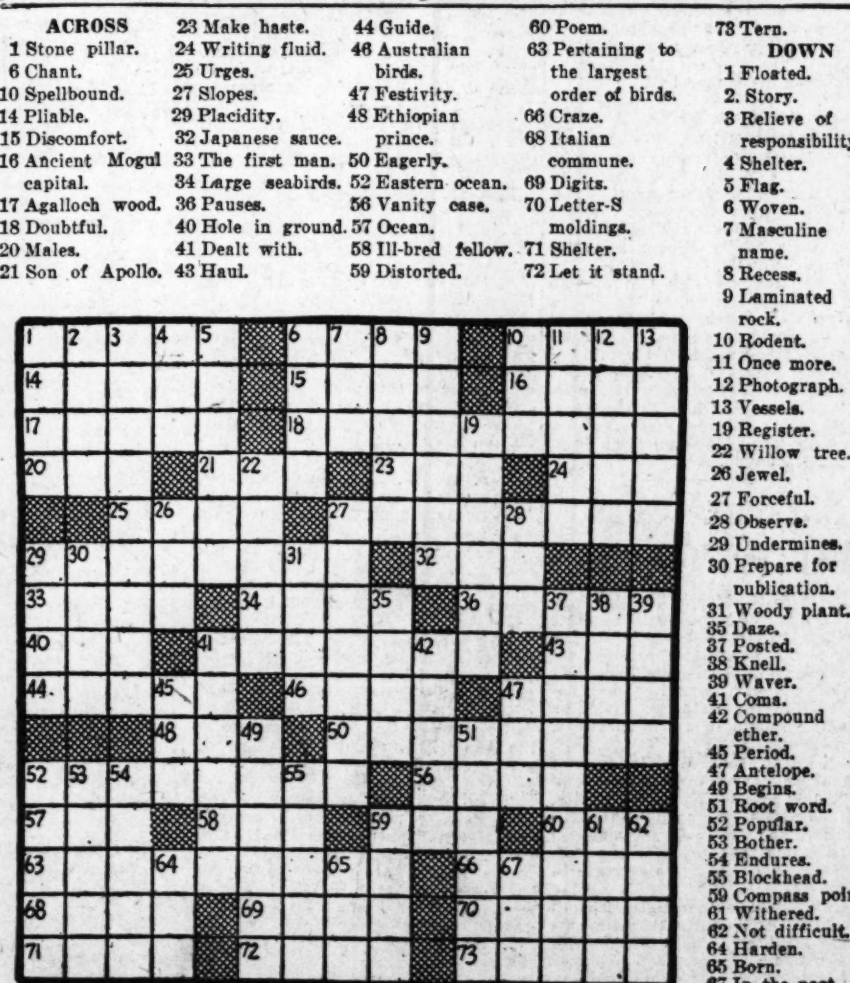 ACROSS
1 Stone pillar.
6 Chant.
10 Spellbound.
14 Pliable.
15 Discomfort.
16 Ancient Mogul
capital.
17 Agalloch wood.
18 Doubtful.
20 Males.
21 Son of Apollo.
23 Make haste.
24 Writing fluid.
25 Urges.
27 Slopes.
29 Placidity.
32 Japanese sauce.
33 The first man.
34 Large seabirds.
36 Pauses.
40 Hole in ground.
41 Dealt with.
43 Haul.
44 Guide.
46 Australian
birds.
47 Festivity.
48 Ethiopian
prince.
50 Eagerly.
52 Eastern ocean.
56 Vanity case.
57 Ocean.
58 Ill-bred fellow.
59 Distorted.
60 Poem.
63 Pertaining to
the largest
order of birds.
66 Craze.
68 Italian
commune.
69 Digits.
70 Letter-S
moldings.
71 Shelter.
72 Let it stand.
73 Tern.
DOWN
1 Floated.
2. Story.
3 Relieve of
responsibility
4 Shelter.
5 Flag.
6 Woven.
7 Masculine
name.
8 Recess.
9 Laminated
rock.
10 Rodent.
11 Once more.
12 Photograph.
13 Vessels.
19 Register.
22 Willow tree.
26 Jewel.
27 Forceful.
28 Observe.
29 Undermines.
30 Prepare for
publication.
31 Woody plant.
35 Daze.
37 Posted.
38 Knell.
39 Waver.
41 Coma.
42 Compound
ether.
45 Period.
47 Antelope.
49 Begins.
51 Root word.
52 Popular.
53 Bother.
54 Endures.
55 Blockhead.
59 Compass poi
61 Withered.
62 Not difficult.
64 Harden.
65 Born.
1 2 3 4 5 6 7 8 9 10 11 12 13
14 15 16
17 18 19
20 21 22 23 24
25 26 27 28
29 30 31 32
33 34 35 36 37 38 39
40 41 42 43
44 45 46 47
48 49 50 51
52 53 54 55 56
57 58 59 60 61 62
63 64 65 66 67
68 69 70
71 72 73